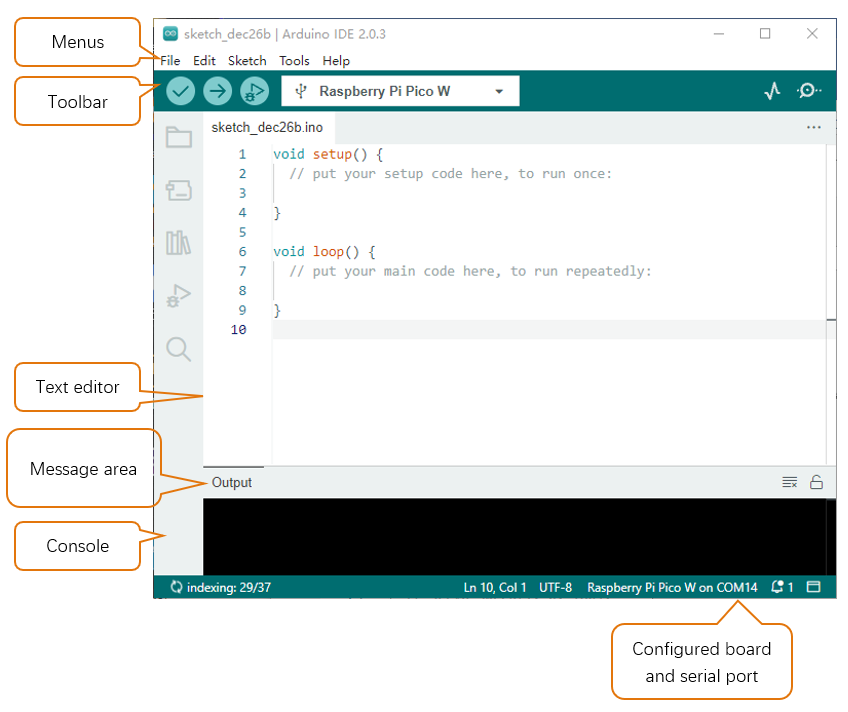 Menus
sketch_dec26b | Arduino IDE 2.0.3
File Edit Sketch Tools Help
Toolbar
Raspberry Pi Pico W
sketch_dec26b.ino
1 void setup() {
2 // put your setup code here, to run once:
3
4 }
5
6 void loop() {
7 // put your main code here, to run repeatedly:
8
9 }
10
Text editor
Message area
Output
Console
indexing: 29/37 Ln 10, Col 1 UTF-8 Raspberry Pi Pico W on COM14 1
Configured board
and serial port